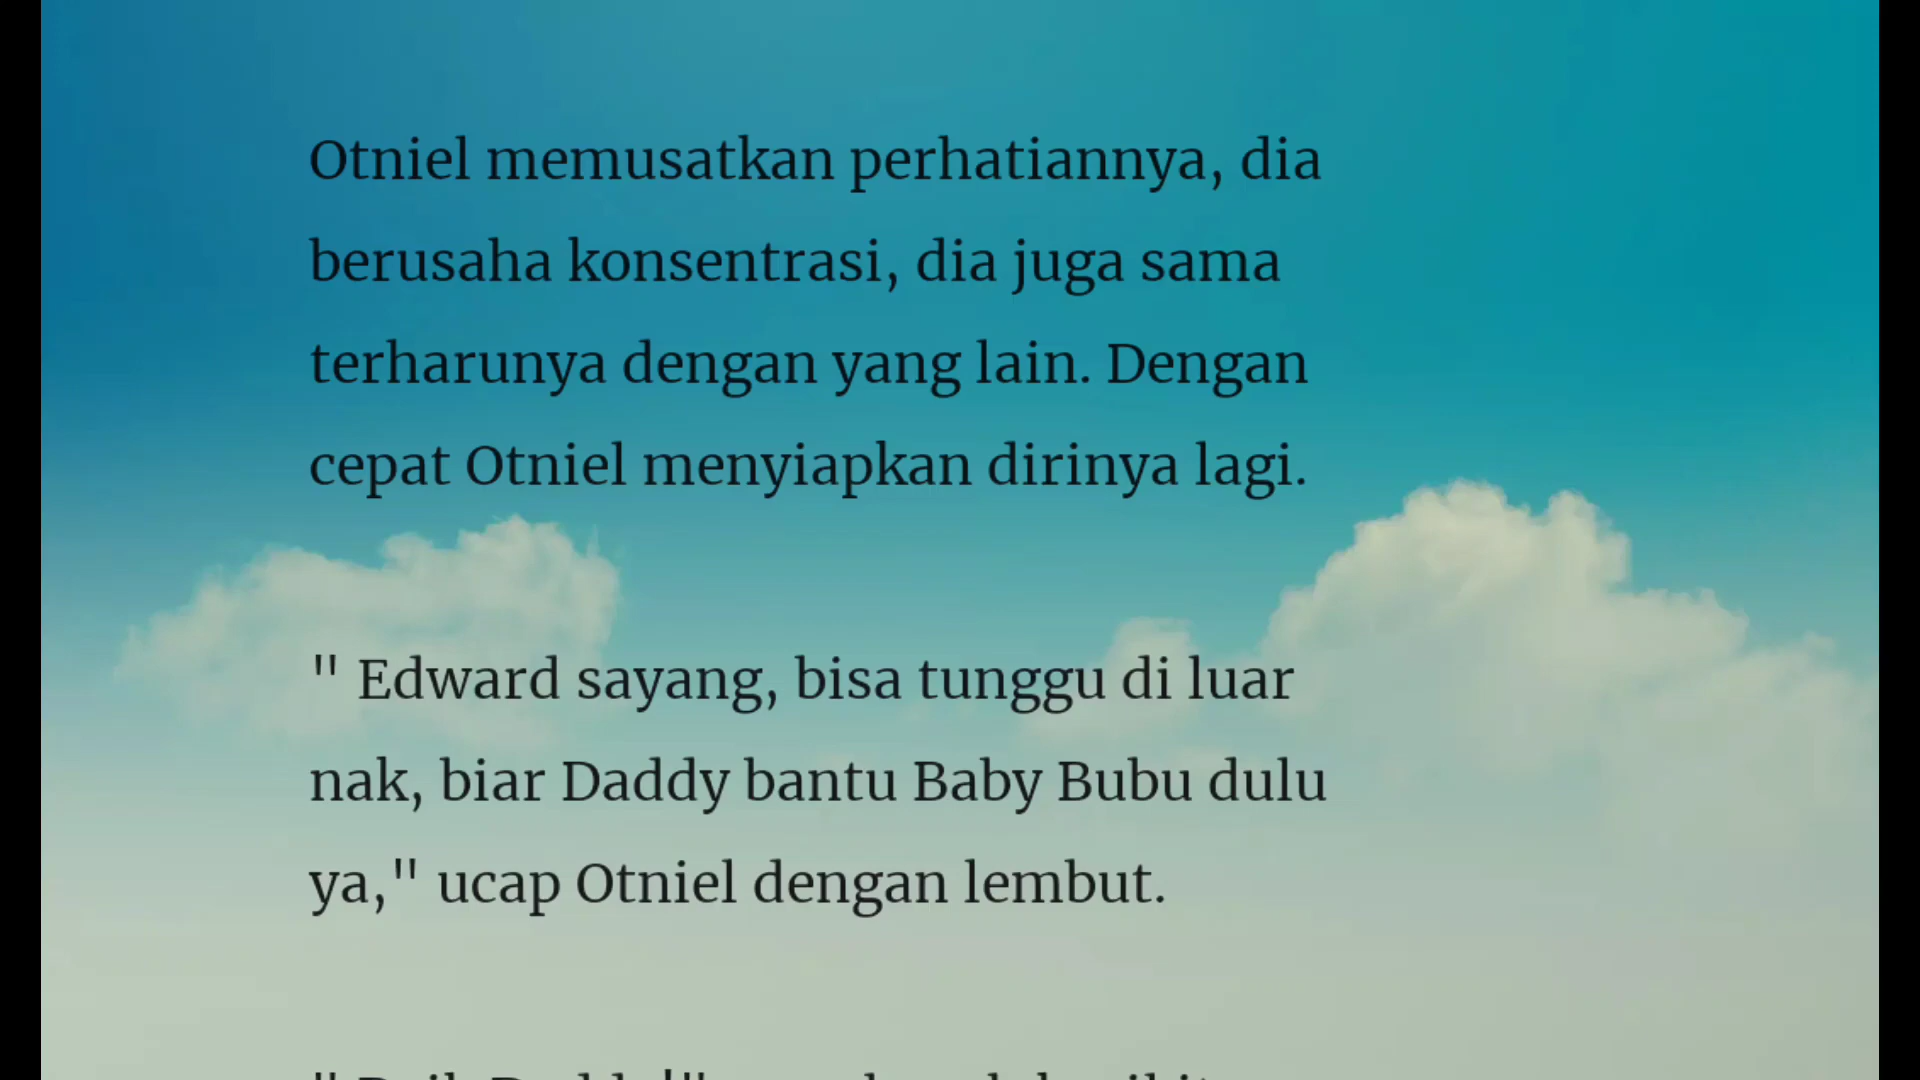 Otniel memusatkan perhatiannya, dia
berusaha konsentrasi, dia juga sama
terharunya dengan yang lain. Dengan
cepat Otniel menyiapkan dirinya lagi.
" Edward sayang, bisa tunggu di luar
nak, biar Daddy bantu Baby Bubu dulu
ya," ucap Otniel dengan lembut.